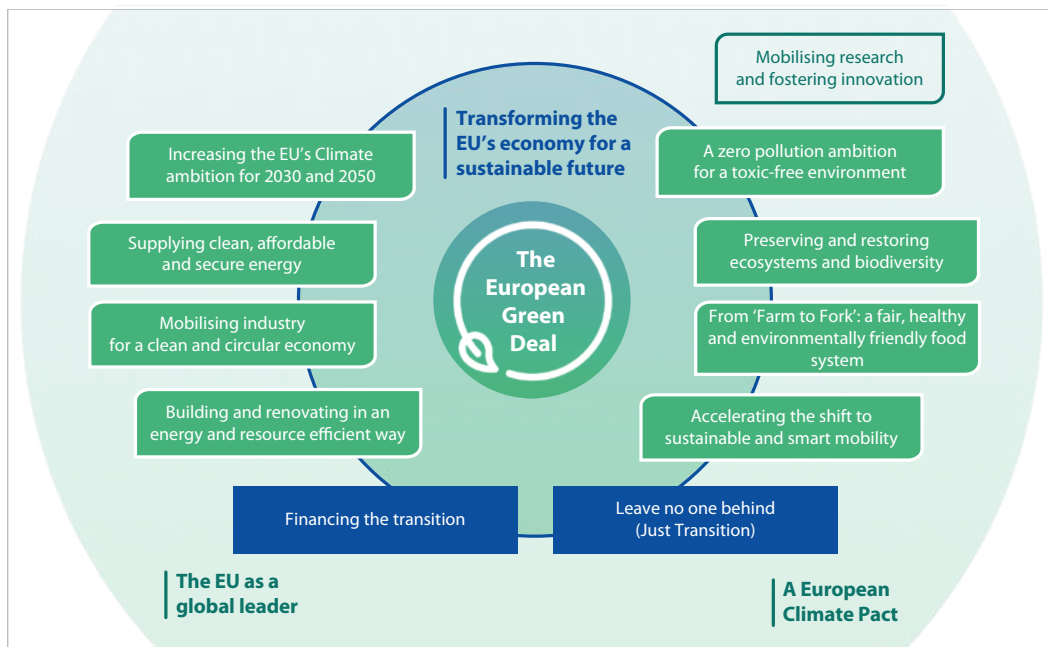 Mobilising research
and fostering innovation
Transforming the
EU’s economy for a
sustainable future
Increasing the EU’s Climate
ambition for 2030 and 2050
A zero pollution ambition
for a toxic-free environment
Supplying clean, affordable
and secure energy
Preserving and restoring
ecosystems and biodiversity
The
European
Green
Deal
Mobilising industry
for a clean and circular economy
From ‘Farm to Fork’: a fair, healthy
and environmentally friendly food
system
Building and renovating in an
energy and resource efficient way
Accelerating the shift to
sustainable and smart mobility
Financing the transition
Leave no one behind
(Just Transition)
The EU as a
global leader
A European
Climate Pact